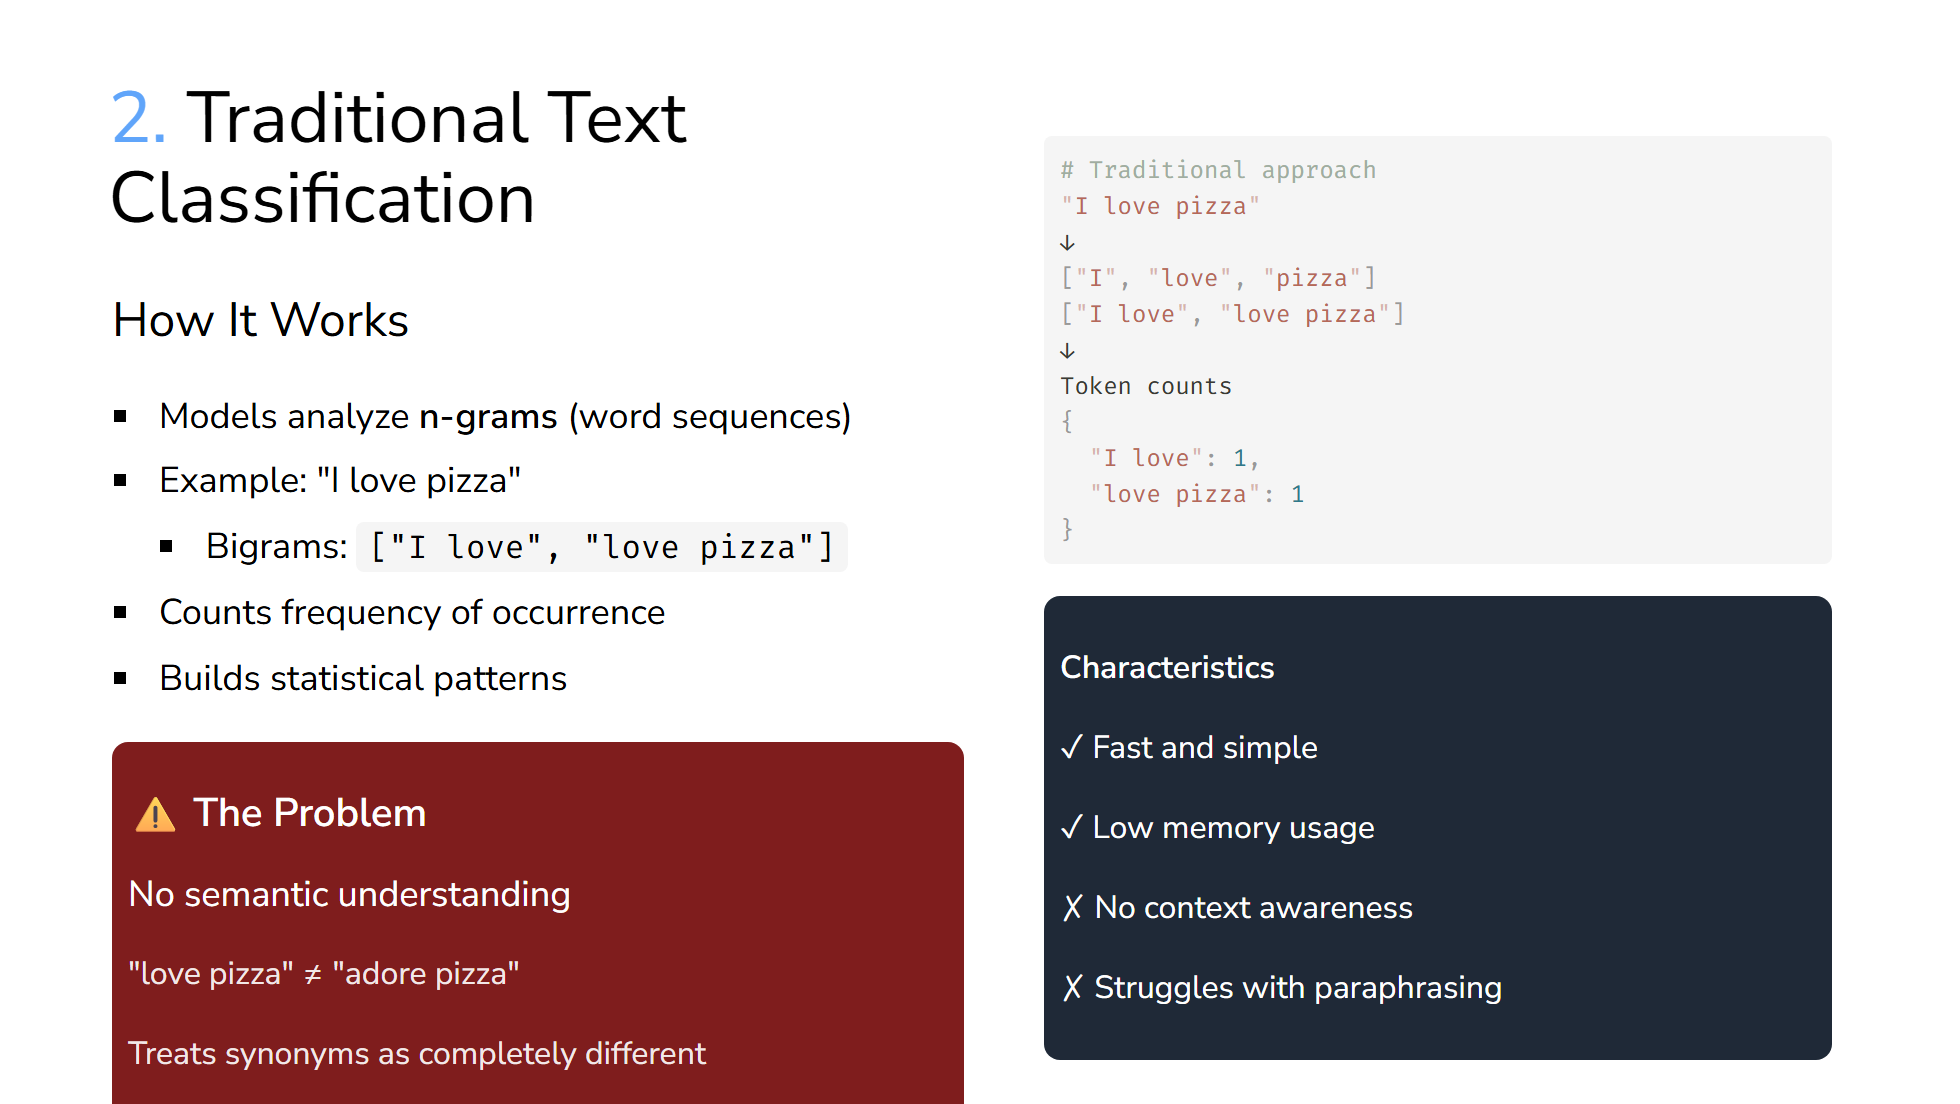 2. Traditional Text
Classification
How It Works
Models analyze n-grams (word sequences)
Example: "I love pizza"
Bigrams: ["I love", "love pizza"]
Counts frequency of occurrence
Builds statistical patterns
⚠️ The Problem
No semantic understanding
"love pizza" ≠ "adore pizza"
Treats synonyms as completely different
# Traditional approach
"I love pizza"
↓
["I", "love", "pizza"]
["I love", "love pizza"]
↓
Token counts
{
  "I love": 1,
  "love pizza": 1
}
Characteristics
✓ Fast and simple
✓ Low memory usage
✗ No context awareness
✗ Struggles with paraphrasing